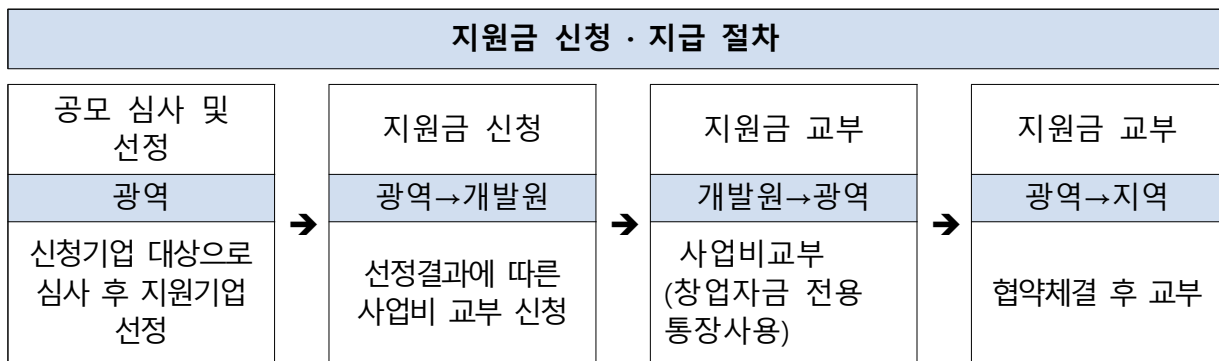 지원금 신청 · 지급 절차
공모 심사 및
선정
광역
신청기업 대상으로
심사 후 지원기업
선정
➔
지원금 신청
광역→개발원
선정결과에 따른
사업비 교부 신청
➔
지원금 교부
개발원→광역
사업비교부
(창업자금 전용
통장사용)
➔
지원금 교부
광역→지역
협약체결 후 교부